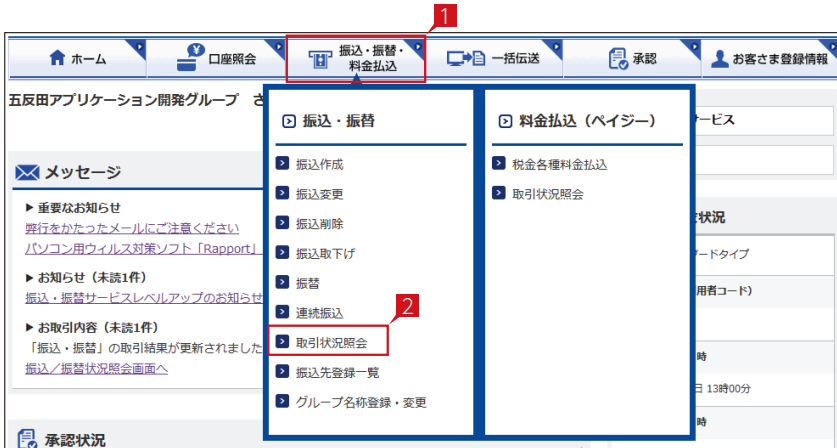 1
ホーム
口座照会
振込・振替・
料金払込
一括伝送
承認
お客さま登録情報
五反田アプリケーション開発グループ さ
メッセージ
▶ 重要なお知らせ
弊行をかたったメールにご注意ください
パソコン用ウィルス対策ソフト「Rapport」
▶ お知らせ（未読1件）
振込・振替サービスレベルアップのお知らせ
▶ お取引内容（未読1件）
「振込・振替」の取引結果が更新されました
振込／振替状況照会画面へ
承認状況
振込・振替
振込作成
振込変更
振込削除
振込取下げ
振替
連続振込
2
取引状況照会
振込先登録一覧
グループ名称登録・変更
料金払込（ペイジー）
税金各種料金払込
取引状況照会
サービス
状況
ードタイプ
用者コード）
時
日 13時00分
時